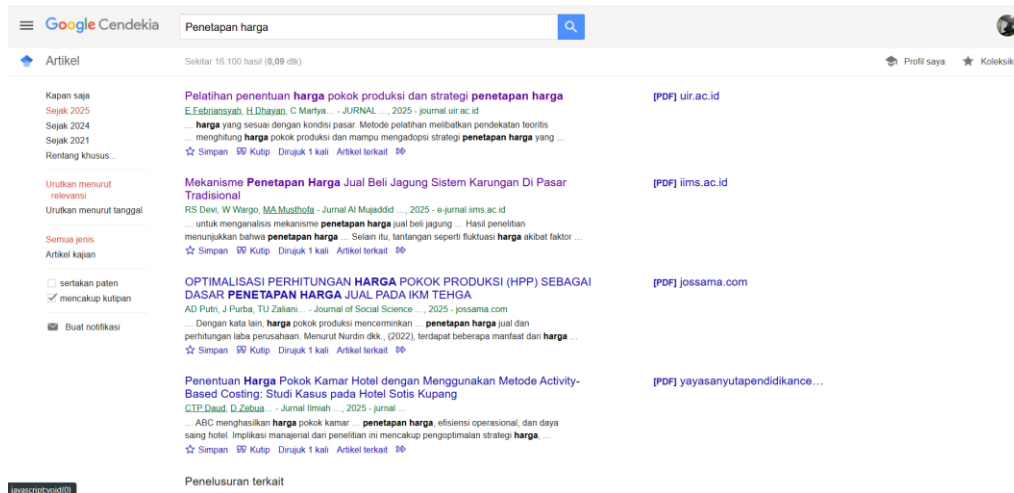 Google Cendekia
Penetapan harga
Artikel
Sekitar 16.100 hasil (0,09 dtk)
Profil saya
Koleksik
Kapan saja
Sejak 2025
Sejak 2024
Sejak 2021
Rentang khusus...
Urutkan menurut
relevansi
Urutkan menurut tanggal
Semua jenis
Artikel kajian
sertakan paten
mencakup kutipan
Buat notifikasi
Pelatihan penentuan harga pokok produksi dan strategi penetapan harga
[PDF] uir.ac.id
E Febriansyah, H Dhayan, C Martya... - JURNAL ..., 2025 - journal.uir.ac.id
... harga yang sesuai dengan kondisi pasar. Metode pelatihan melibatkan pendekatan teoritis
... menghitung harga pokok produksi dan mampu mengadopsi strategi penetapan harga yang ...
Simpan Kutip Dirujuk 1 kali Artikel terkait
Mekanisme Penetapan Harga Jual Beli Jagung Sistem Karungan Di Pasar
Tradisional
[PDF] iims.ac.id
RS Devi, W Wargo, MA Musthofa - Jurnal Al Mujaddid ..., 2025 - e-jurnal.iims.ac.id
... untuk menganalisis mekanisme penetapan harga jual beli jagung ... Hasil penelitian
menunjukkan bahwa penetapan harga ... Selain itu, tantangan seperti fluktuasi harga akibat faktor ...
Simpan Kutip Dirujuk 1 kali Artikel terkait
OPTIMALISASI PERHITUNGAN HARGA POKOK PRODUKSI (HPP) SEBAGAI
DASAR PENETAPAN HARGA JUAL PADA IKM TEHGA
[PDF] jossama.com
AD Putri, J Purba, TU Zaliani... - Journal of Social Science ..., 2025 - jossama.com
... Dengan kata lain, harga pokok produksi mencerminkan ... penetapan harga jual dan
perhitungan laba perusahaan. Menurut Nurdin dkk., (2022), terdapat beberapa manfaat dari harga ...
Simpan Kutip Dirujuk 1 kali Artikel terkait
Penentuan Harga Pokok Kamar Hotel dengan Menggunakan Metode Activity-
Based Costing: Studi Kasus pada Hotel Sotis Kupang
[PDF] yayasanyutapendidikance...
CTP Daud, D Zebua... - Jurnal Ilmiah ..., 2025 - jurnal ...
... ABC menghasilkan harga pokok kamar ... penetapan harga, efisiensi operasional, dan daya
saing hotel. Implikasi manajerial dari penelitian ini mencakup pengoptimalan strategi harga, ...
Simpan Kutip Dirujuk 1 kali Artikel terkait
Penelusuran terkait
javascript:void(0)